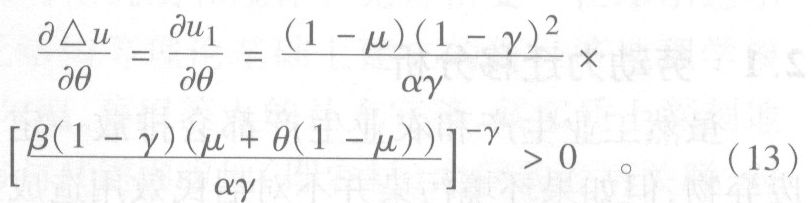 ∂△u/∂θ = ∂u₁/∂θ = (1 − μ)(1 − γ)²/αγ ×
[β(1 − γ)(μ + θ(1 − μ))/αγ]^−γ > 0 。 (13)